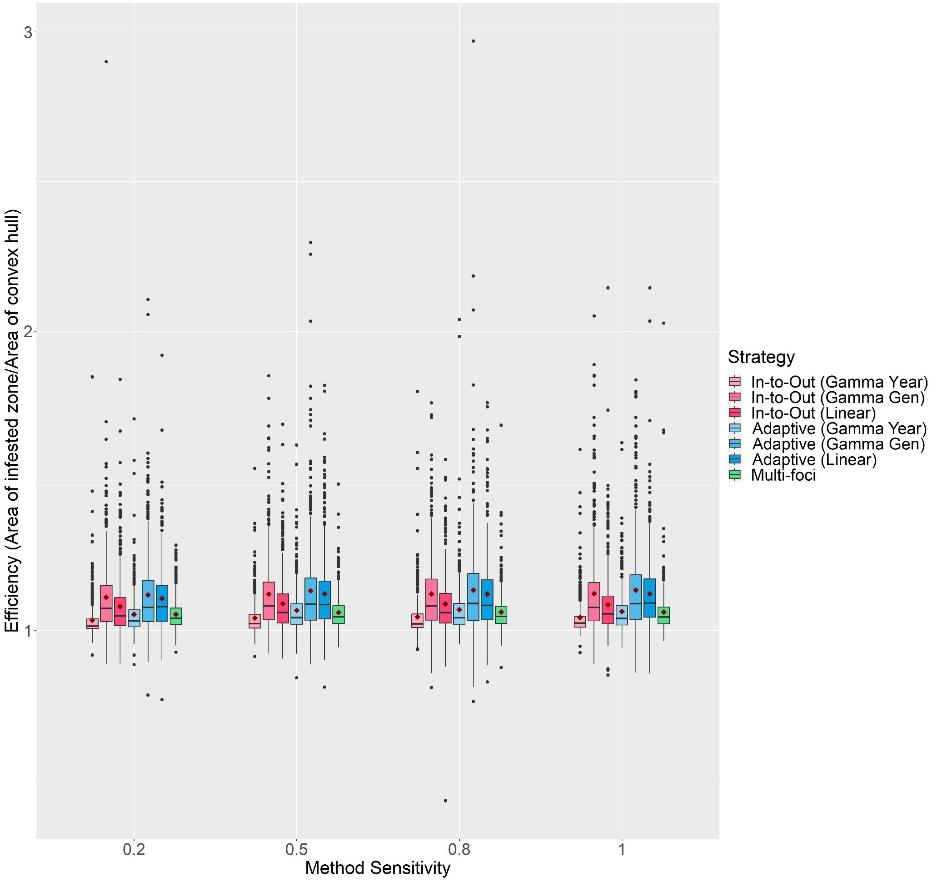 3
2
1
Efficiency (Area of infested zone/Area of convex hull)
0.2
0.5
0.8
1
Method Sensitivity
Strategy
In-to-Out (Gamma Year)
In-to-Out (Gamma Gen)
In-to-Out (Linear)
Adaptive (Gamma Year)
Adaptive (Gamma Gen)
Adaptive (Linear)
Multi-foci